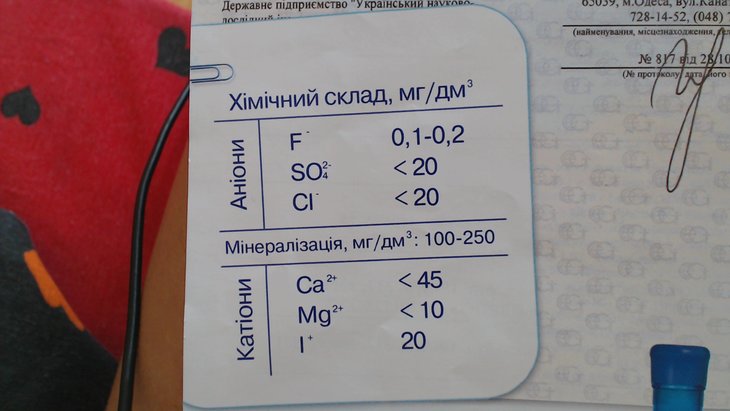 Державне підприємство "Український науково-
65039, м.Одеса, вул.Кана
728-14-52, (048) 7
(найменування, місцезнаходження,
№ 817 від 28.10
(№ протоколу, дата його
Хімічний склад, мг/дм³
Аніони
F⁻ 0,1-0,2
SO₄²⁻ < 20
Cl⁻ < 20
Мінералізація, мг/дм³: 100-250
Катіони
Ca²⁺ < 45
Mg²⁺ < 10
I⁺ 20